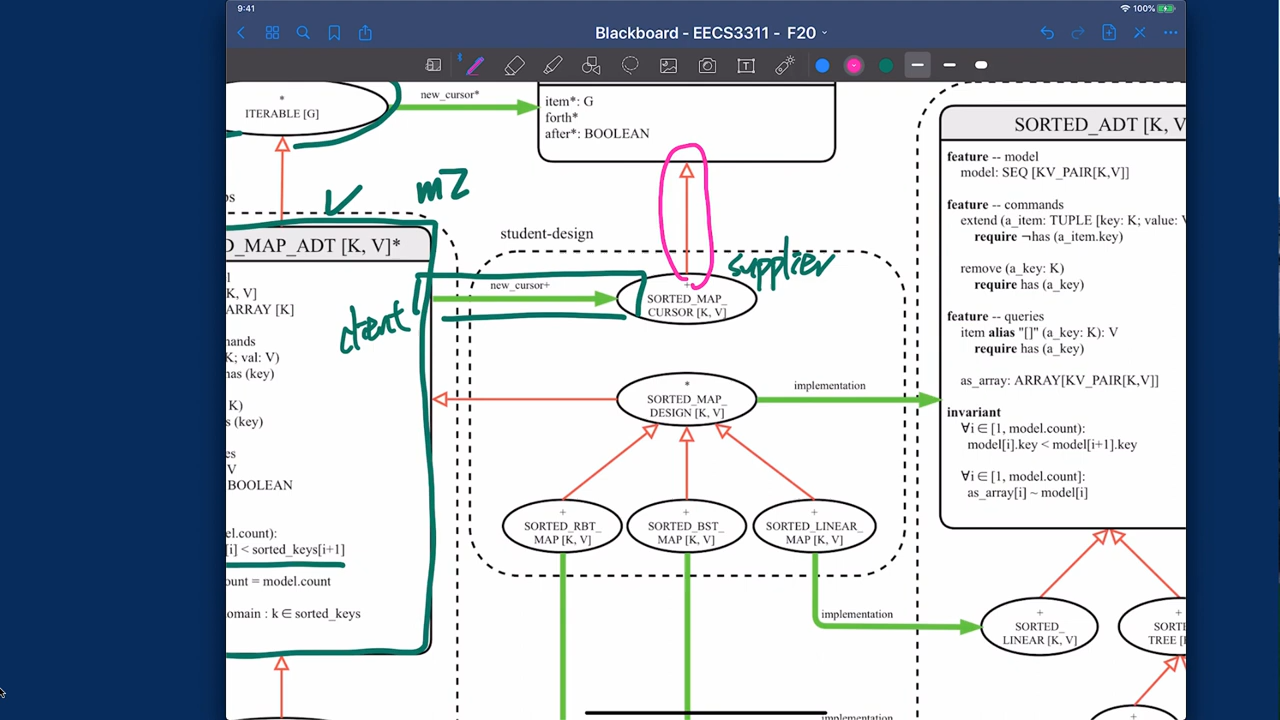 9:41
100%
Blackboard - EECS3311 - F20
*
ITERABLE [G]
new_cursor*
item*: G
forth*
after*: BOOLEAN
ps
m2
student-design
D_MAP_ADT [K, V]*
K, V]
ARRAY [K]
mands
K; val: V)
has (key)
K)
s (key)
es
V
BOOLEAN
el.count):
[i] < sorted_keys[i+1]
ount = model.count
omain : k ∈ sorted_keys
client
new_cursor+
supplier
+
SORTED_MAP_
CURSOR [K, V]
*
SORTED_MAP_
DESIGN [K, V]
implementation
+
SORTED_RBT_
MAP [K, V]
+
SORTED_BST_
MAP [K, V]
+
SORTED_LINEAR_
MAP [K, V]
implementation
SORTED_ADT [K, V
feature -- model
model: SEQ [KV_PAIR[K,V]]
feature -- commands
extend (a_item: TUPLE [key: K; value: V
require ¬has (a_item.key)
remove (a_key: K)
require has (a_key)
feature -- queries
item alias "[]" (a_key: K): V
require has (a_key)
as_array: ARRAY[KV_PAIR[K,V]]
invariant
∀i ∈ [1, model.count):
model[i].key < model[i+1].key
∀i ∈ [1, model.count]:
as_array[i] ~ model[i]
+
SORTED_
LINEAR [K, V]
+
SORTE
TREE [
+
implementation